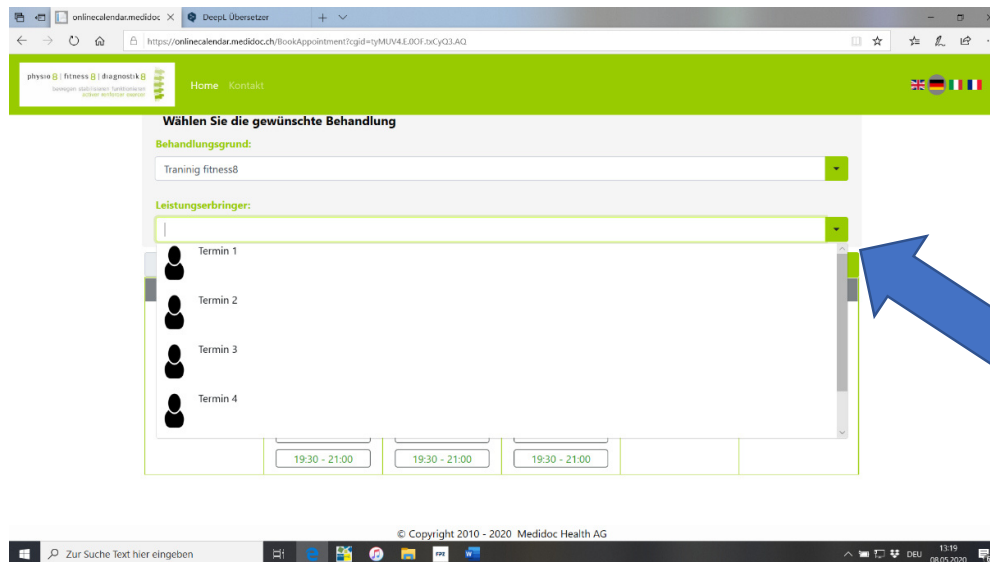 onlinecalendar.medidoc
DeepL Übersetzer
https://onlinecalendar.medidoc.ch/BookAppointment?cgid=tyMUV4.E.0OF.txCyQ3.AQ
physio 8 | fitness 8 | diagnostik 8
bewegen stabilisieren funktionieren
Home Kontakt
Wählen Sie die gewünschte Behandlung
Behandlungsgrund:
Traninig fitness8
Leistungserbringer:
Termin 1
Termin 2
Termin 3
Termin 4
19:30 - 21:00 19:30 - 21:00 19:30 - 21:00
© Copyright 2010 - 2020 Medidoc Health AG
Zur Suche Text hier eingeben
DEU
13:19
08.05.2020